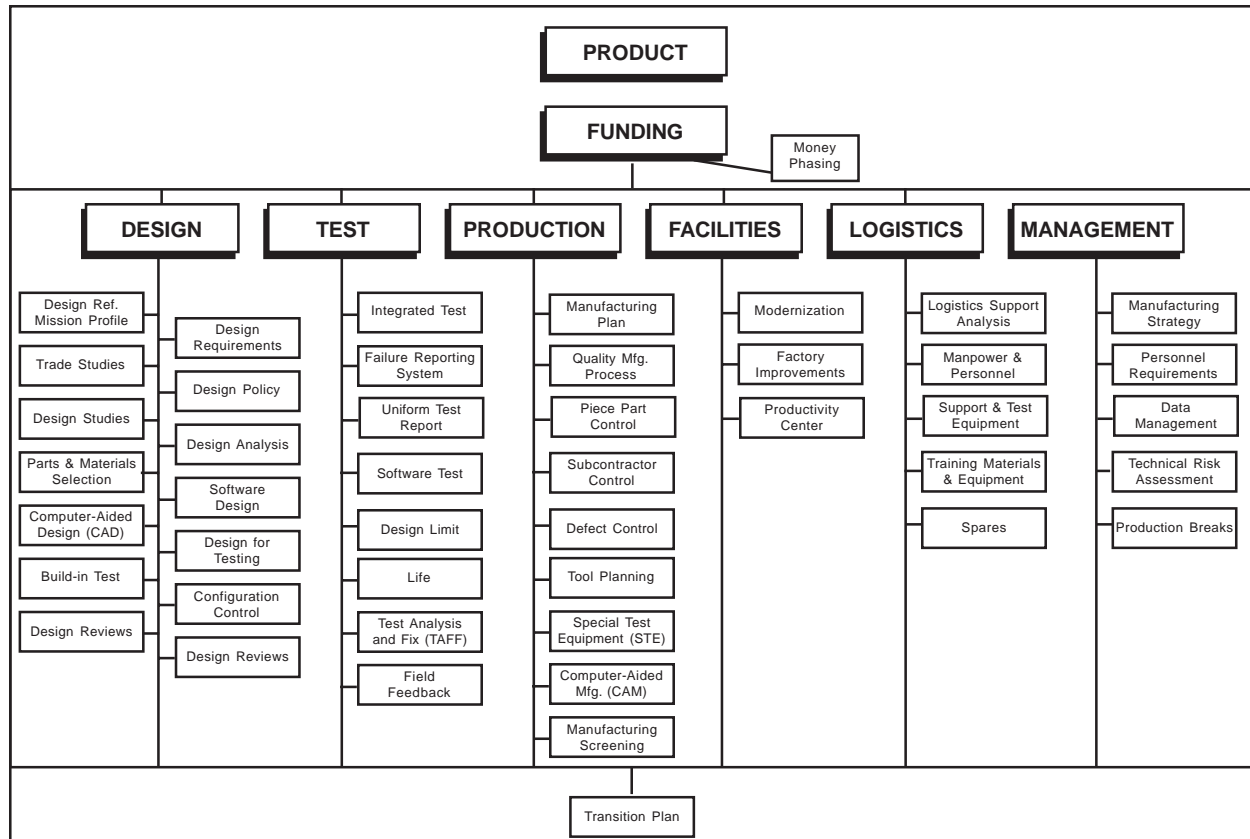 PRODUCT
FUNDING
Money
Phasing
DESIGN
TEST
PRODUCTION
FACILITIES
LOGISTICS
MANAGEMENT
Design Ref.
Mission Profile
Trade Studies
Design Studies
Parts & Materials
Selection
Computer-Aided
Design (CAD)
Build-in Test
Design Reviews
Design
Requirements
Design Policy
Design Analysis
Software
Design
Design for
Testing
Configuration
Control
Design Reviews
Integrated Test
Failure Reporting
System
Uniform Test
Report
Software Test
Design Limit
Life
Test Analysis
and Fix (TAFF)
Field
Feedback
Manufacturing
Plan
Quality Mfg.
Process
Piece Part
Control
Subcontractor
Control
Defect Control
Tool Planning
Special Test
Equipment (STE)
Computer-Aided
Mfg. (CAM)
Manufacturing
Screening
Modernization
Factory
Improvements
Productivity
Center
Logistics Support
Analysis
Manpower &
Personnel
Support & Test
Equipment
Training Materials
& Equipment
Spares
Manufacturing
Strategy
Personnel
Requirements
Data
Management
Technical Risk
Assessment
Production Breaks
Transition Plan